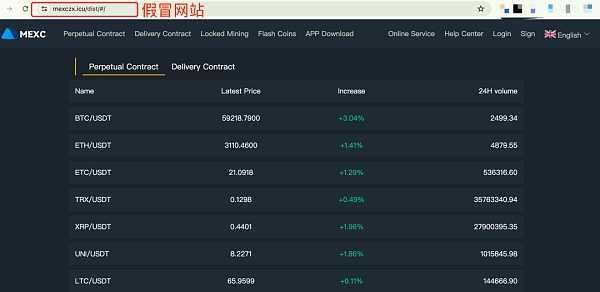 mexczx.icu/dist/#/ 假冒网站
MEXC Perpetual Contract Delivery Contract Locked Mining Flash Coins APP Download Online Service Help Center Login Sign English
Perpetual Contract Delivery Contract
Name Latest Price Increase 24H volume
BTC/USDT 59218.7900 +3.04% 2499.34
ETH/USDT 3110.4600 +1.41% 4879.55
ETC/USDT 21.0918 +1.29% 536316.60
TRX/USDT 0.1298 +0.49% 35763340.94
XRP/USDT 0.4401 +1.96% 27900395.35
UNI/USDT 8.2271 +1.86% 1015845.98
LTC/USDT 65.9599 +0.11% 144666.90